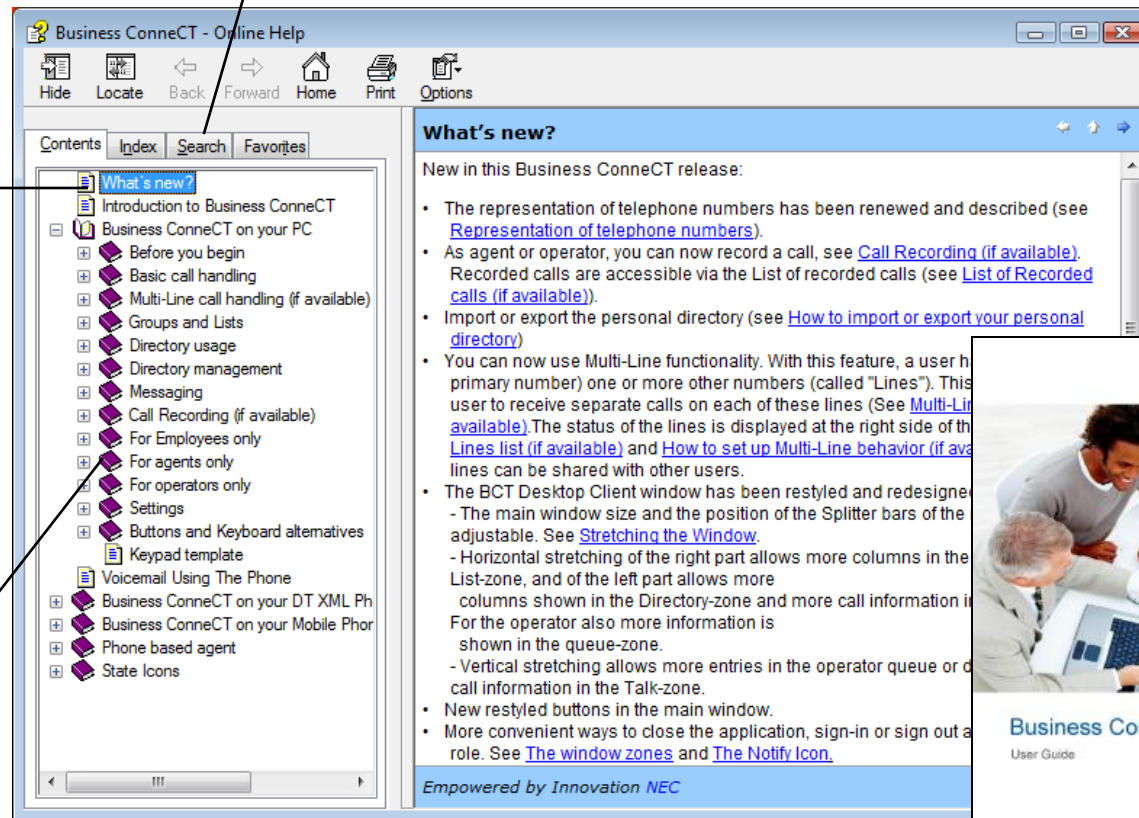 Business ConneCT - Online Help
Hide Locate Back Forward Home Print Options
Contents Index Search Favorites
What's new?
Introduction to Business ConneCT
Business ConneCT on your PC
Before you begin
Basic call handling
Multi-Line call handling (if available)
Groups and Lists
Directory usage
Directory management
Messaging
Call Recording (if available)
For Employees only
For agents only
For operators only
Settings
Buttons and Keyboard alternatives
Keypad template
Voicemail Using The Phone
Business ConneCT on your DT XML Ph
Business ConneCT on your Mobile Phor
Phone based agent
State Icons
What's new?
New in this Business ConneCT release:
• The representation of telephone numbers has been renewed and described (see
Representation of telephone numbers).
• As agent or operator, you can now record a call, see Call Recording (if available).
Recorded calls are accessible via the List of recorded calls (see List of Recorded
calls (if available)).
• Import or export the personal directory (see How to import or export your personal
directory)
• You can now use Multi-Line functionality. With this feature, a user ha
primary number) one or more other numbers (called "Lines"). This
user to receive separate calls on each of these lines (See Multi-Lin
available).The status of the lines is displayed at the right side of th
Lines list (if available) and How to set up Multi-Line behavior (if ava
lines can be shared with other users.
• The BCT Desktop Client window has been restyled and redesigned
- The main window size and the position of the Splitter bars of the
adjustable. See Stretching the Window.
- Horizontal stretching of the right part allows more columns in the
List-zone, and of the left part allows more
columns shown in the Directory-zone and more call information in
For the operator also more information is
shown in the queue-zone.
- Vertical stretching allows more entries in the operator queue or d
call information in the Talk-zone.
• New restyled buttons in the main window.
• More convenient ways to close the application, sign-in or sign out a
role. See The window zones and The Notify Icon.
Empowered by Innovation NEC
Business Co
User Guide